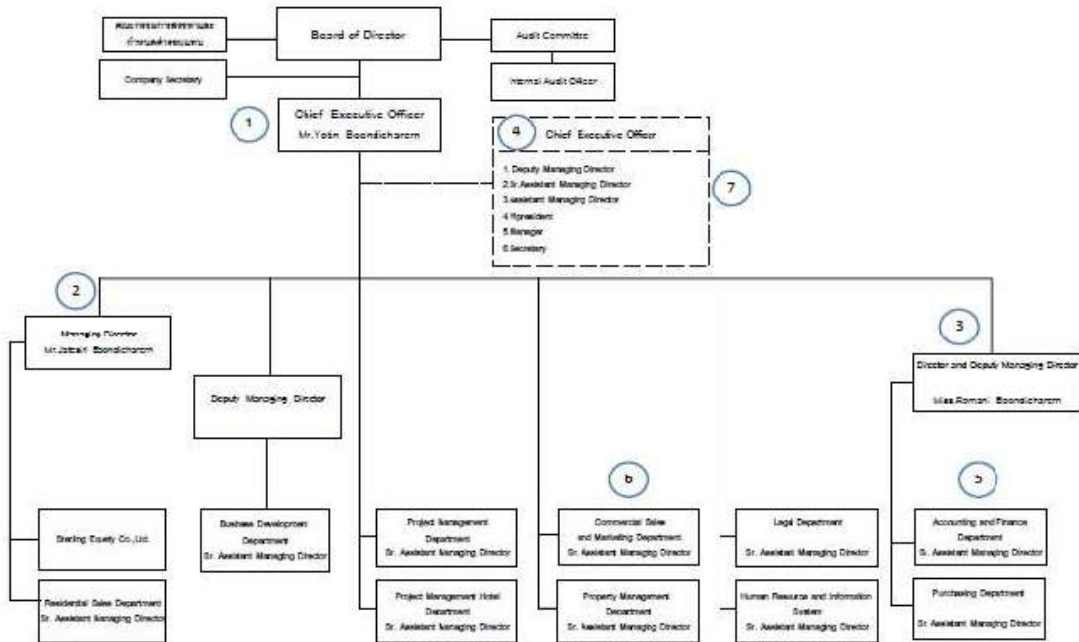 Board of Director
Audit Committee
Company Secretary
Internal Audit Officer
1
Chief Executive Officer
Mr.Yotin Boondicharern
4
Chief Executive Officer
1. Deputy Managing Director
2.Sr.Assistant Managing Director
3.Assistant Managing Director
4
5.Manager
6.Secretary
7
2
Managing Director
Boondicharern
3
Director and Deputy Managing Director
Miss.Romani Boondicharern
Deputy Managing Director
6
5
Sterling Equity Co.,Ltd.
Business Development
Department
Sr. Assistant Managing Director
Project Management
Department
Sr. Assistant Managing Director
Commercial Sales
and Marketing Department
Sr. Assistant Managing Director
Legal Department
Sr. Assistant Managing Director
Accounting and Finance
Department
Sr. Assistant Managing Director
Residential Sales Department
Sr. Assistant Managing Director
Project Management Hotel
Department
Sr. Assistant Managing Director
Property Management
Department
Sr. Assistant Managing Director
Human Resource and Information
System
Sr. Assistant Managing Director
Purchasing Department
Sr. Assistant Managing Director